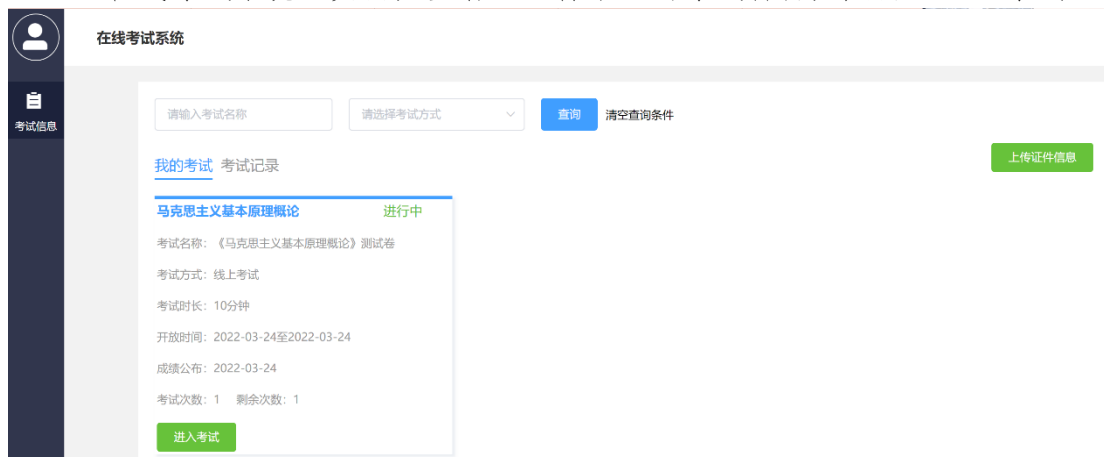 在线考试系统
考试信息
请输入考试名称 请选择考试方式 查询 清空查询条件
上传证件信息
我的考试 考试记录
马克思主义基本原理概论 进行中
考试名称：《马克思主义基本原理概论》测试卷
考试方式：线上考试
考试时长：10分钟
开放时间：2022-03-24至2022-03-24
成绩公布：2022-03-24
考试次数：1 剩余次数：1
进入考试